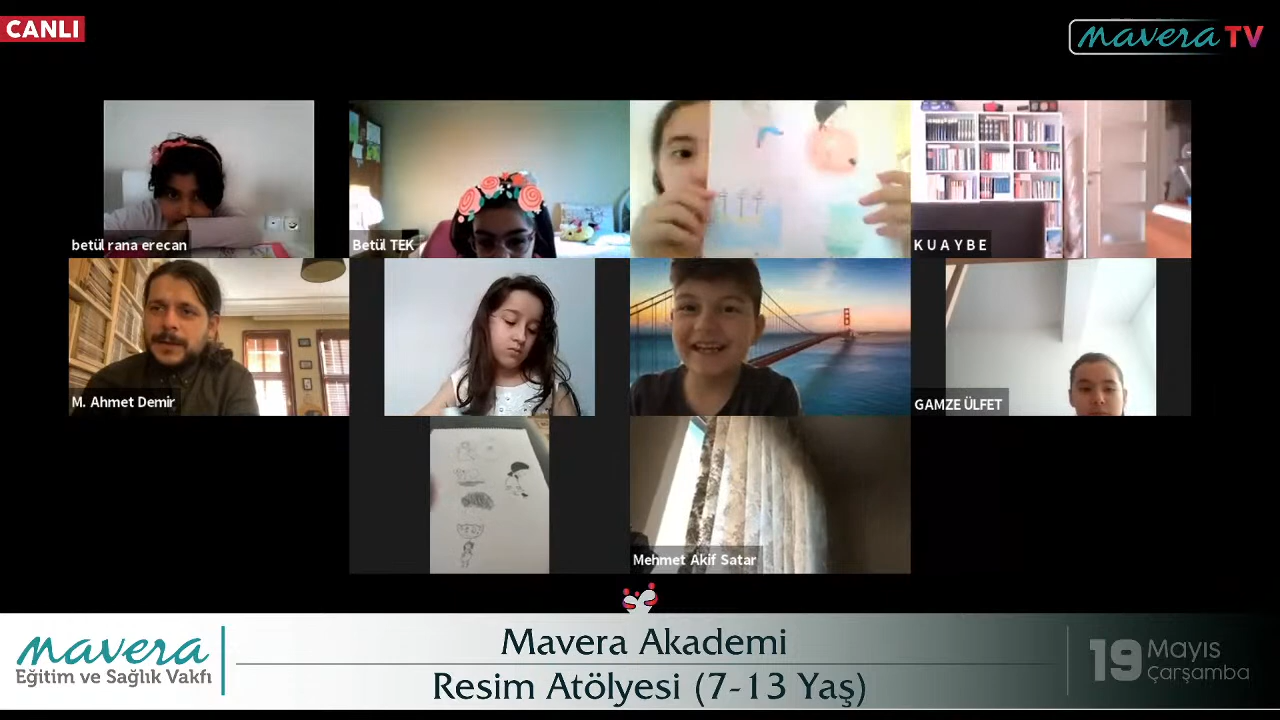 CANLI
mavera TV
betül rana erecan
Betül TEK
K U A Y B E
M. Ahmet Demir
GAMZE ÜLFET
Mehmet Akif Satar
mavera
Eğitim ve Sağlık Vakfı
Mavera Akademi
Resim Atölyesi (7-13 Yaş)
19 Mayıs
Çarşamba